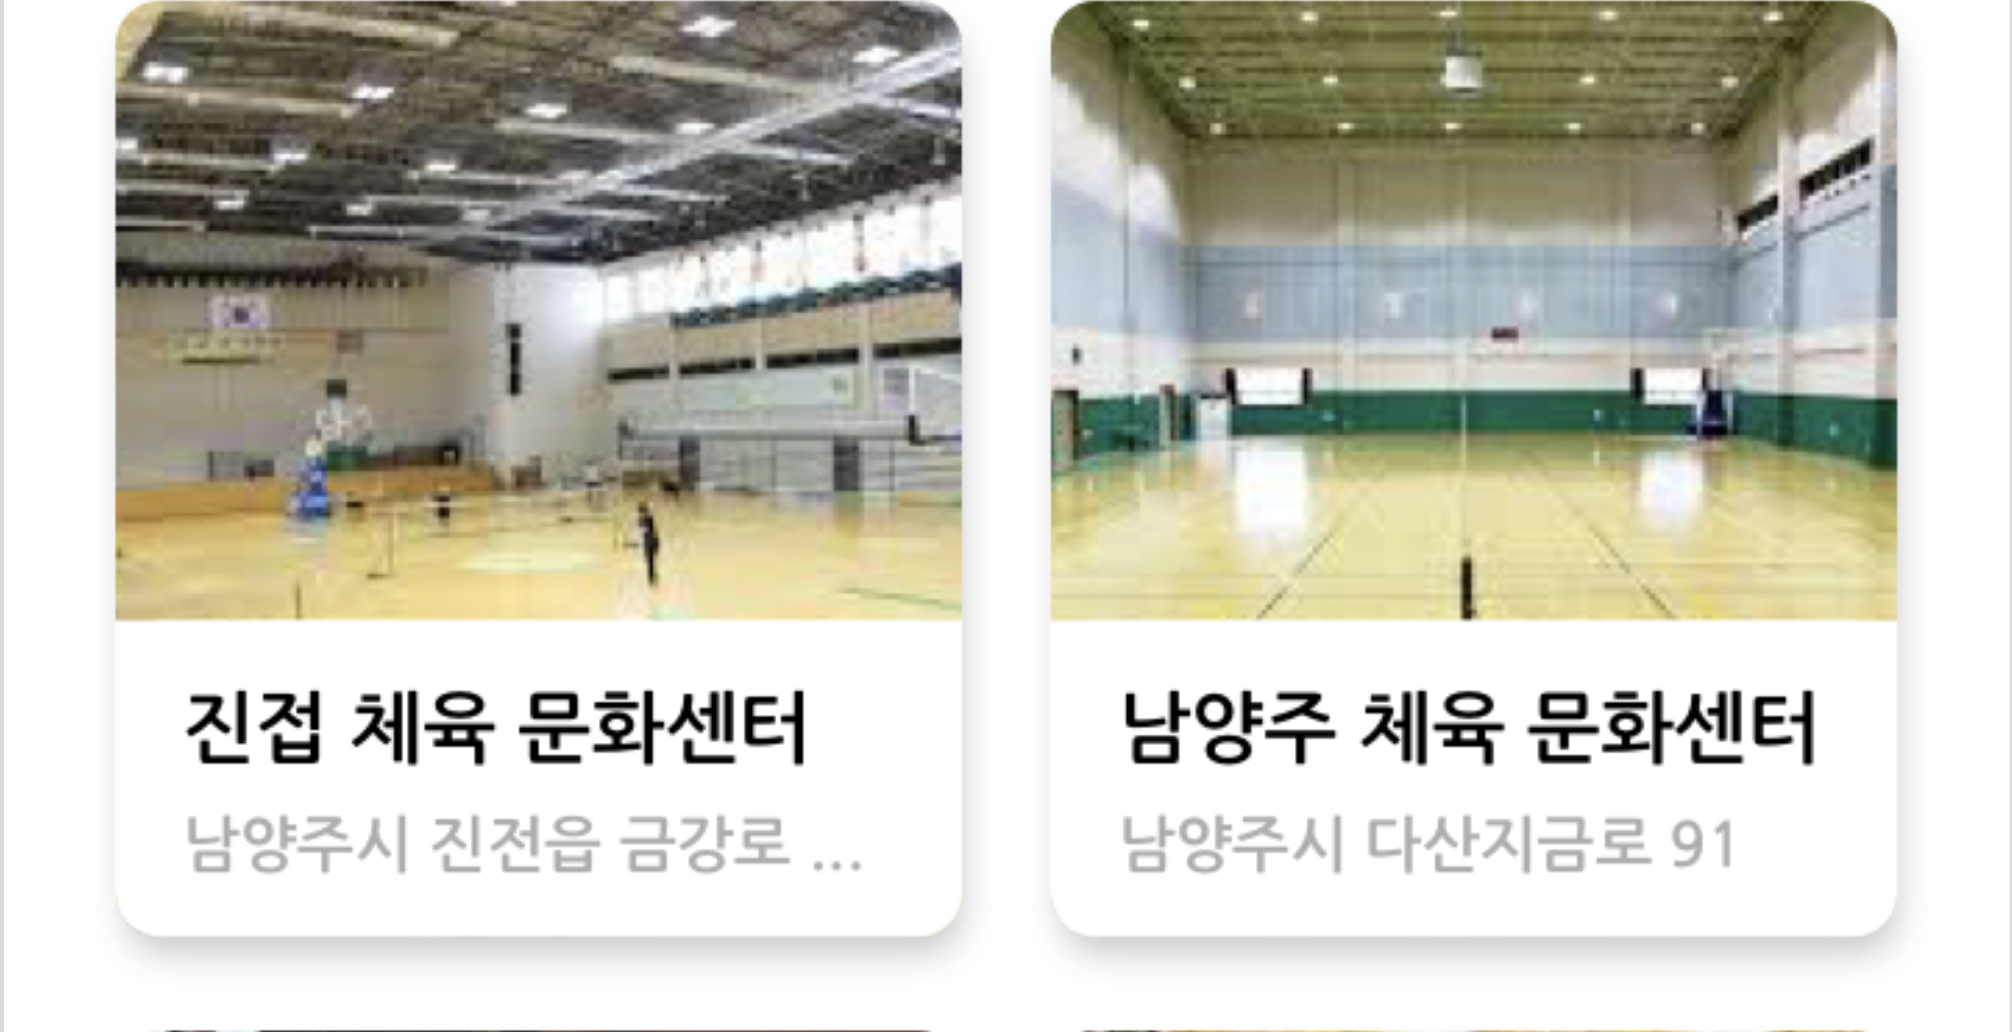 진접 체육 문화센터
남양주시 진전읍 금강로 ...
남양주 체육 문화센터
남양주시 다산지금로 91